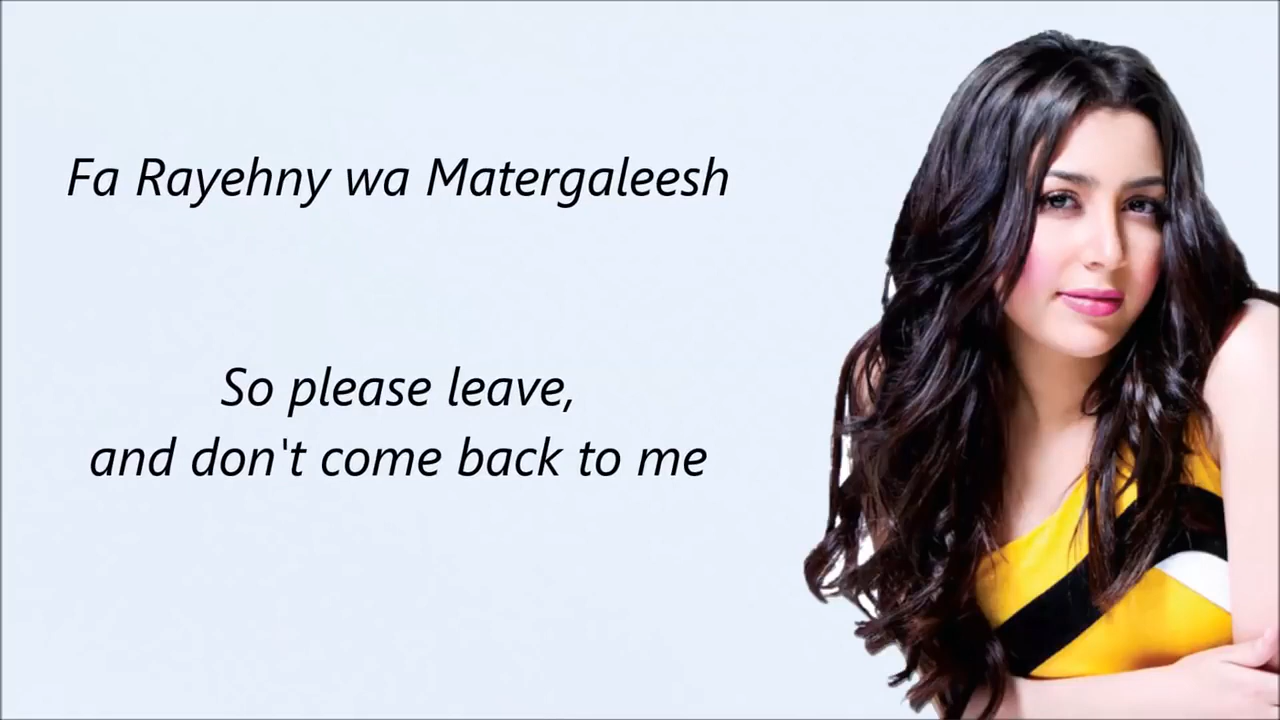 Fa Rayehny wa Matergaleesh
So please leave,
and don't come back to me